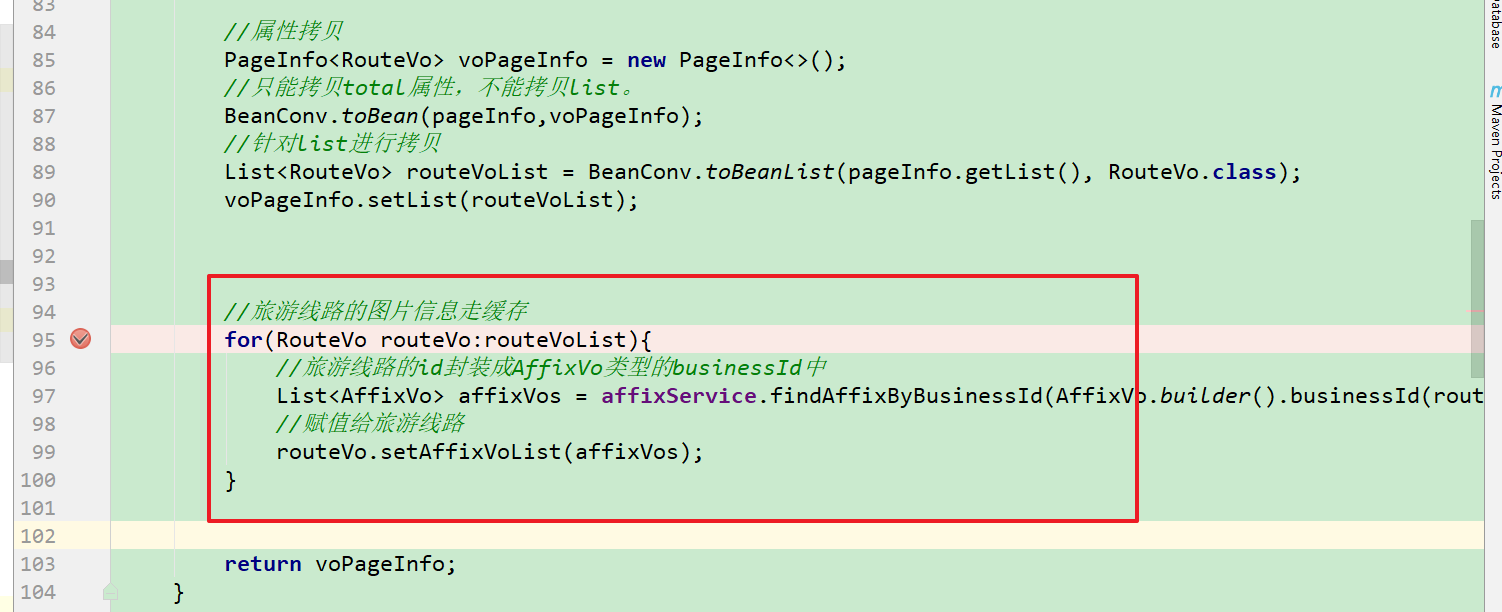 83
84 //属性拷贝
85 PageInfo<RouteVo> voPageInfo = new PageInfo<>();
86 //只能拷贝total属性，不能拷贝list。
87 BeanConv.toBean(pageInfo,voPageInfo);
88 //针对list进行拷贝
89 List<RouteVo> routeVoList = BeanConv.toBeanList(pageInfo.getList(), RouteVo.class);
90 voPageInfo.setList(routeVoList);
91
92
93
94 //旅游线路的图片信息走缓存
95 for(RouteVo routeVo:routeVoList){
96 //旅游线路的id封装成AffixVo类型的businessId中
97 List<AffixVo> affixVos = affixService.findAffixByBusinessId(AffixVo.builder().businessId(rout
98 //赋值给旅游线路
99 routeVo.setAffixVoList(affixVos);
100 }
101
102
103 return voPageInfo;
104 }
atabase
Maven Projects